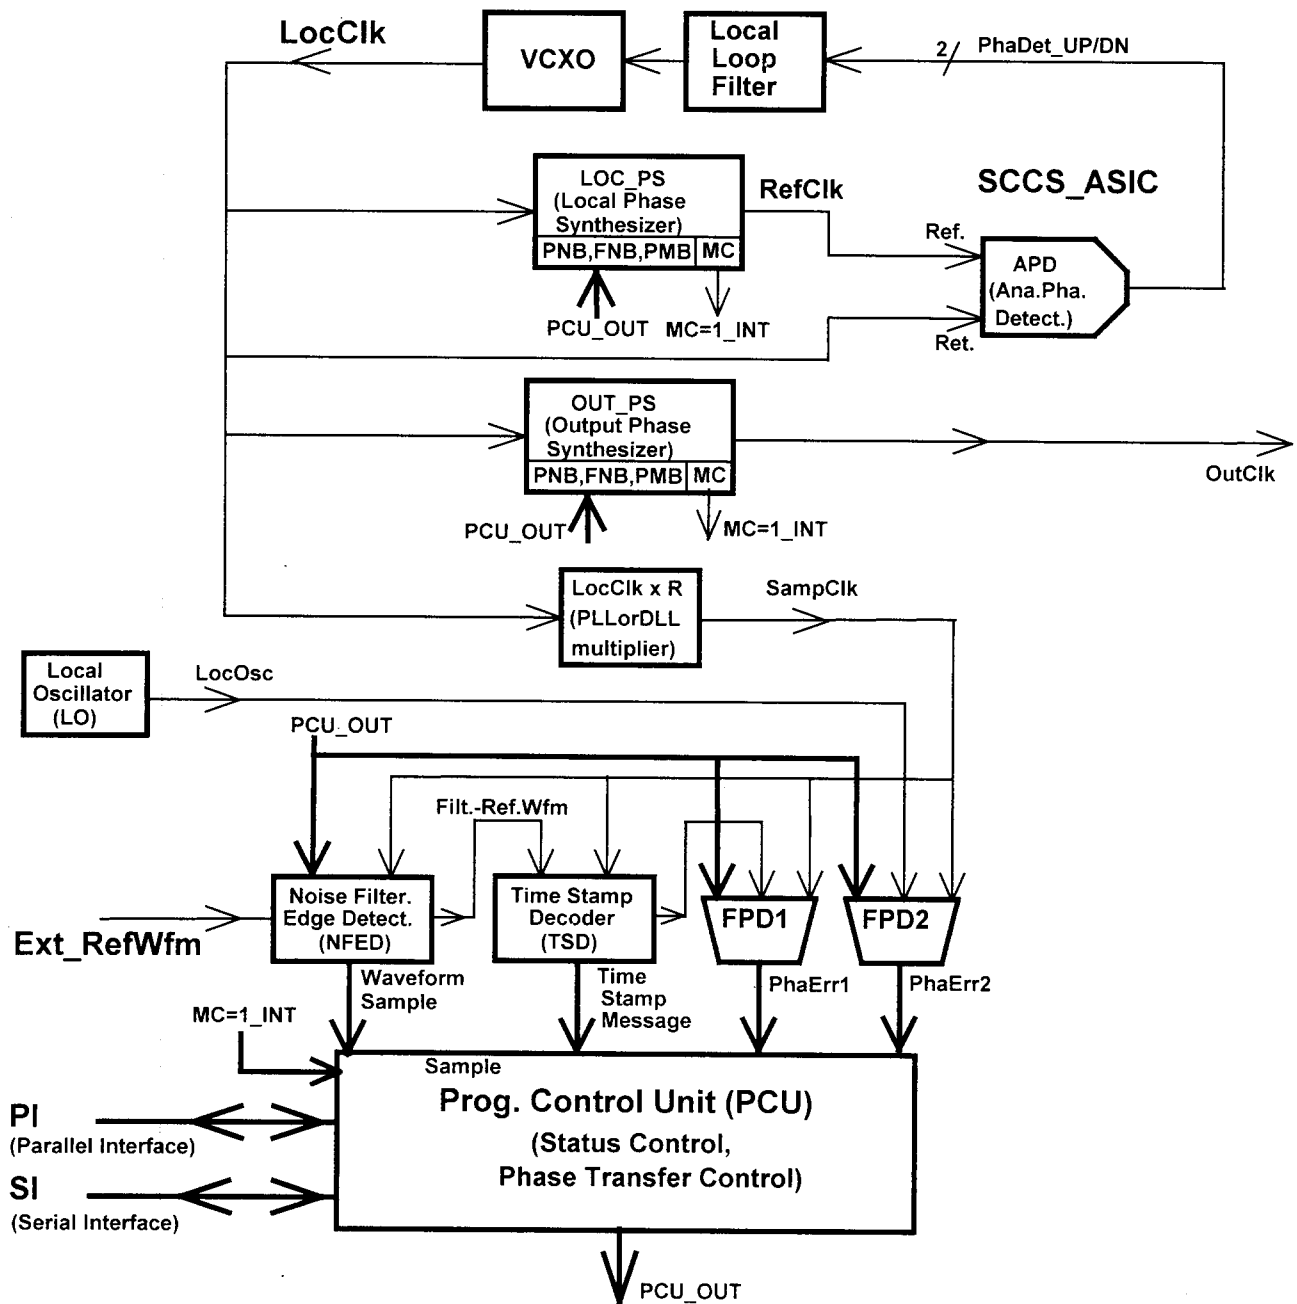 LocClk
VCXO
Local
Loop
Filter
2/
PhaDet_UP/DN
LOC_PS
(Local Phase
Synthesizer)
PNB,FNB,PMB
MC
RefClk
SCCS_ASIC
Ref.
APD
(Ana.Pha.
Detect.)
Ret.
PCU_OUT
MC=1_INT
OUT_PS
(Output Phase
Synthesizer)
PNB,FNB,PMB
MC
OutClk
PCU_OUT
MC=1_INT
LocClk x R
(PLLorDLL
multiplier)
SampClk
Local
Oscillator
(LO)
LocOsc
PCU_OUT
Filt.-Ref.Wfm
Noise Filter.
Edge Detect.
(NFED)
Time Stamp
Decoder
(TSD)
FPD1
FPD2
Ext_RefWfm
Waveform
Sample
Time
Stamp
Message
PhaErr1
PhaErr2
MC=1_INT
Sample
Prog. Control Unit (PCU)
(Status Control,
Phase Transfer Control)
PI
(Parallel Interface)
SI
(Serial Interface)
PCU_OUT